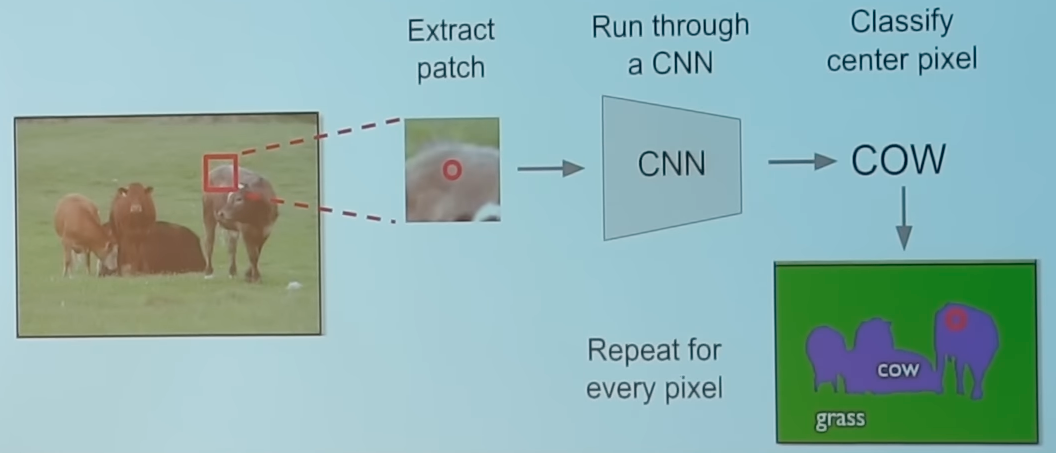 Extract
patch
Run through
a CNN
Classify
center pixel
CNN
COW
Repeat for
every pixel
cow
grass